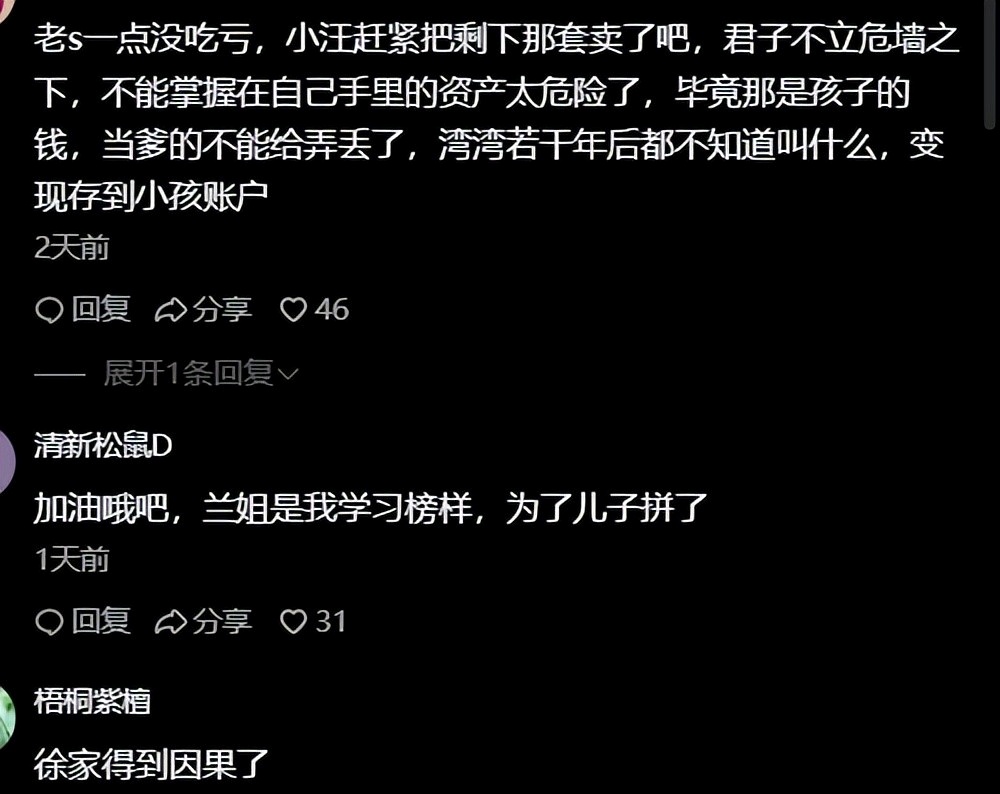 老s一点没吃亏，小汪赶紧把剩下那套卖了吧，君子不立危墙之
下，不能掌握在自己手里的资产太危险了，毕竟那是孩子的
钱，当爹的不能给弄丢了，湾湾若干年后都不知道叫什么，变
现存到小孩账户
2天前
回复 分享 46
展开1条回复
清新松鼠D
加油哦吧，兰姐是我学习榜样，为了儿子拼了
1天前
回复 分享 31
梧桐紫檀
徐家得到因果了